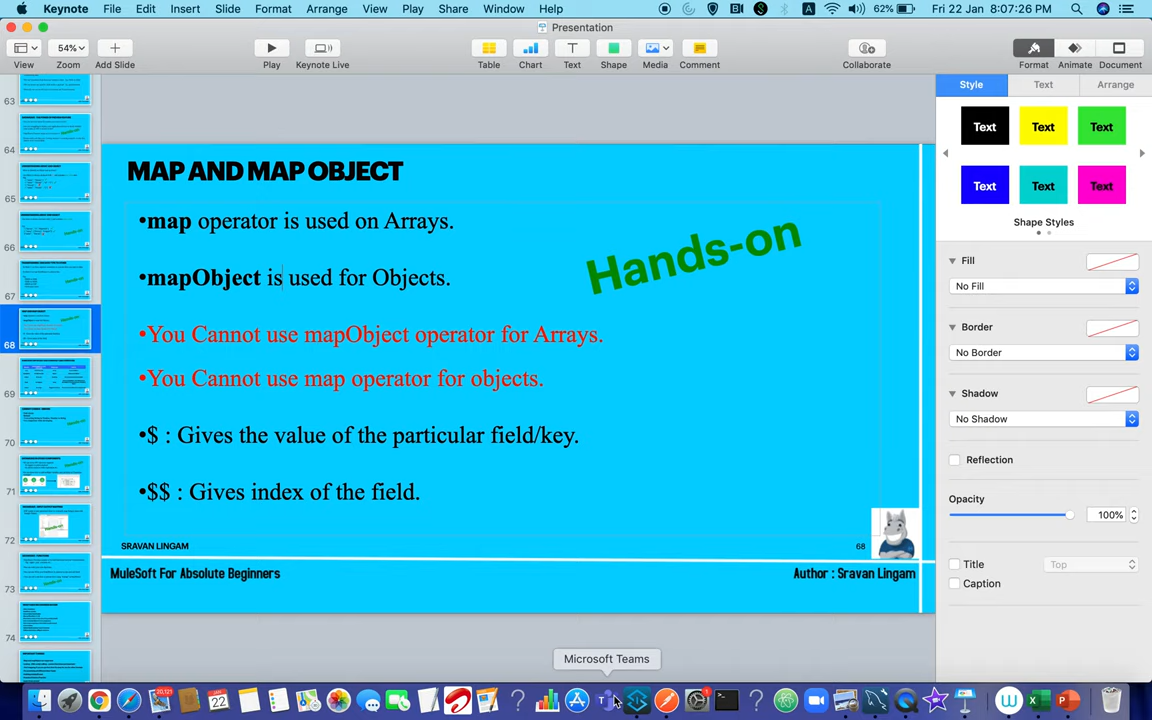 Keynote File Edit Insert Slide Format Arrange View Play Share Window Help 62% Fri 22 Jan 8:07:26 PM
Presentation
54%
View Zoom Add Slide Play Keynote Live Table Chart Text Shape Media Comment Collaborate Format Animate Document
Style Text Arrange
Text Text Text
Text Text Text
Shape Styles
Fill
No Fill
Border
No Border
Shadow
No Shadow
Reflection
Opacity
100%
Title Top
Caption
63
64
65
66
67
68
69
70
71
72
73
74
MAP AND MAP OBJECT
•map operator is used on Arrays.
Hands-on
•mapObject is used for Objects.
•You Cannot use mapObject operator for Arrays.
•You Cannot use map operator for objects.
•$ : Gives the value of the particular field/key.
•$$ : Gives index of the field.
SRAVAN LINGAM 68
MuleSoft For Absolute Beginners Author : Sravan Lingam
Microsoft Teams